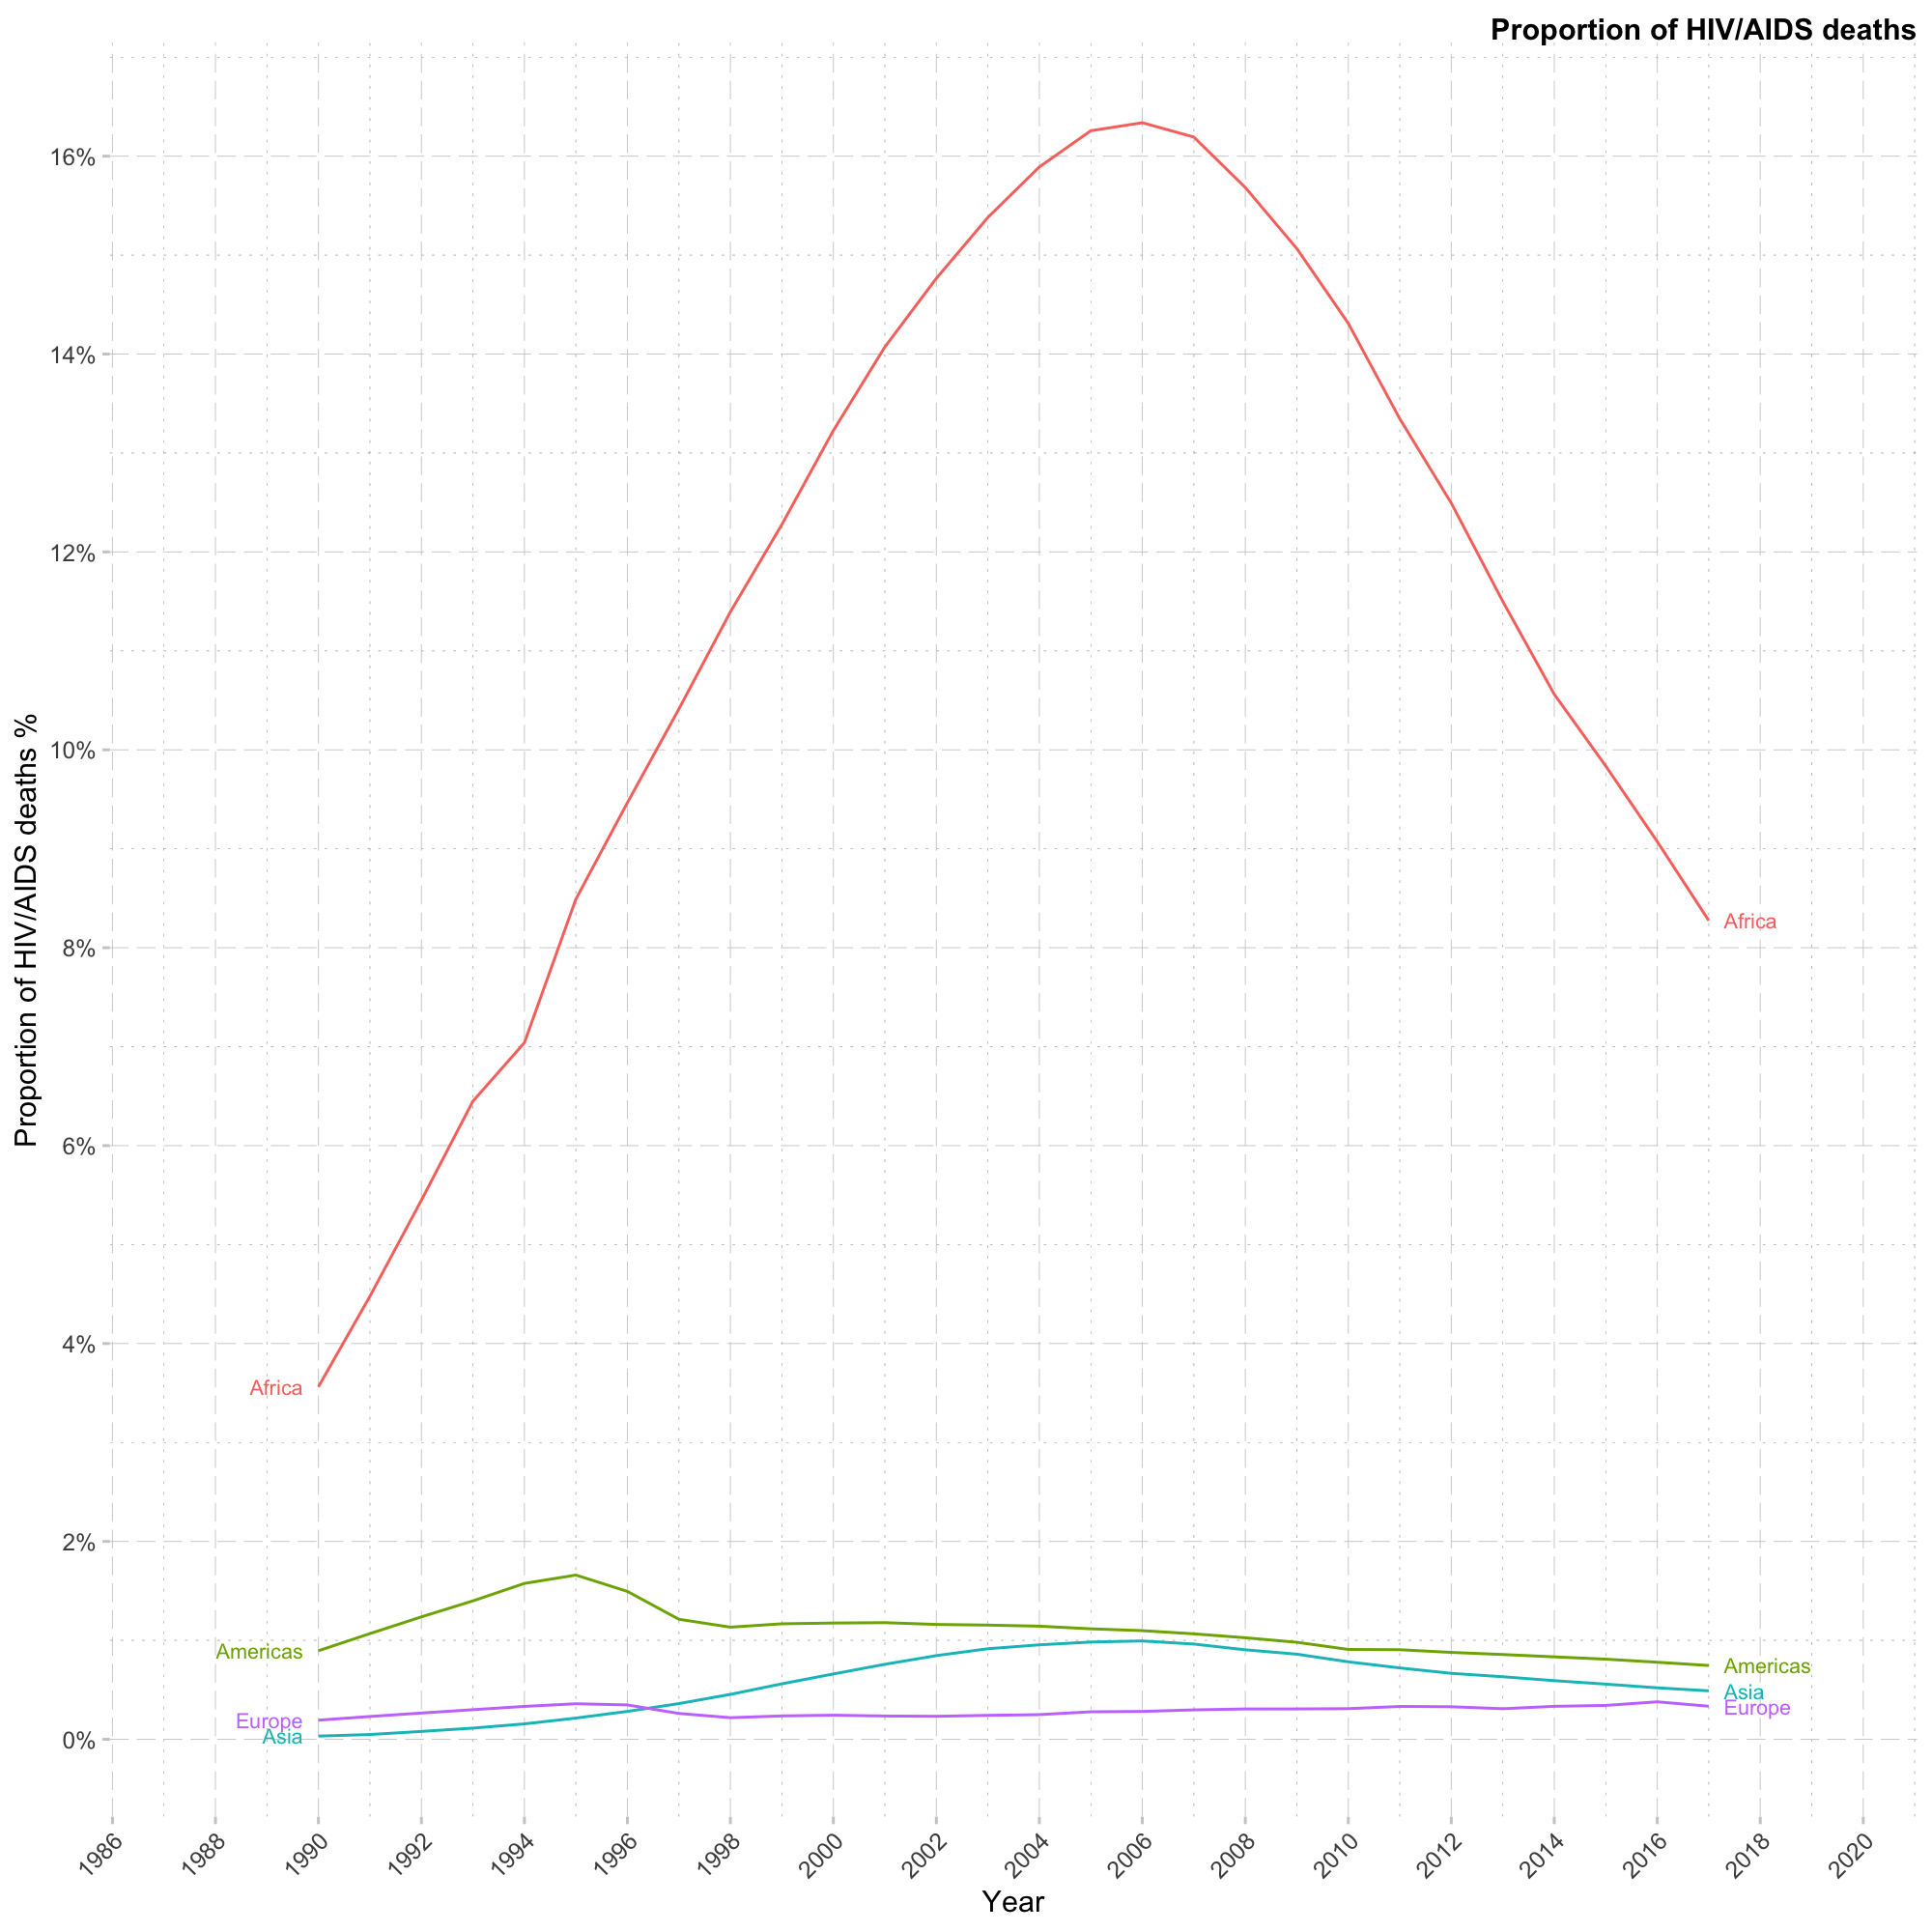 Proportion of HIV/AIDS deaths
Proportion of HIV/AIDS deaths %
16%
14%
12%
10%
8%
6%
4%
2%
0%
Africa
Africa
Americas
Europe
Asia
Americas
Asia
Europe
1986 1988 1990 1992 1994 1996 1998 2000 2002 2004 2006 2008 2010 2012 2014 2016 2018 2020
Year